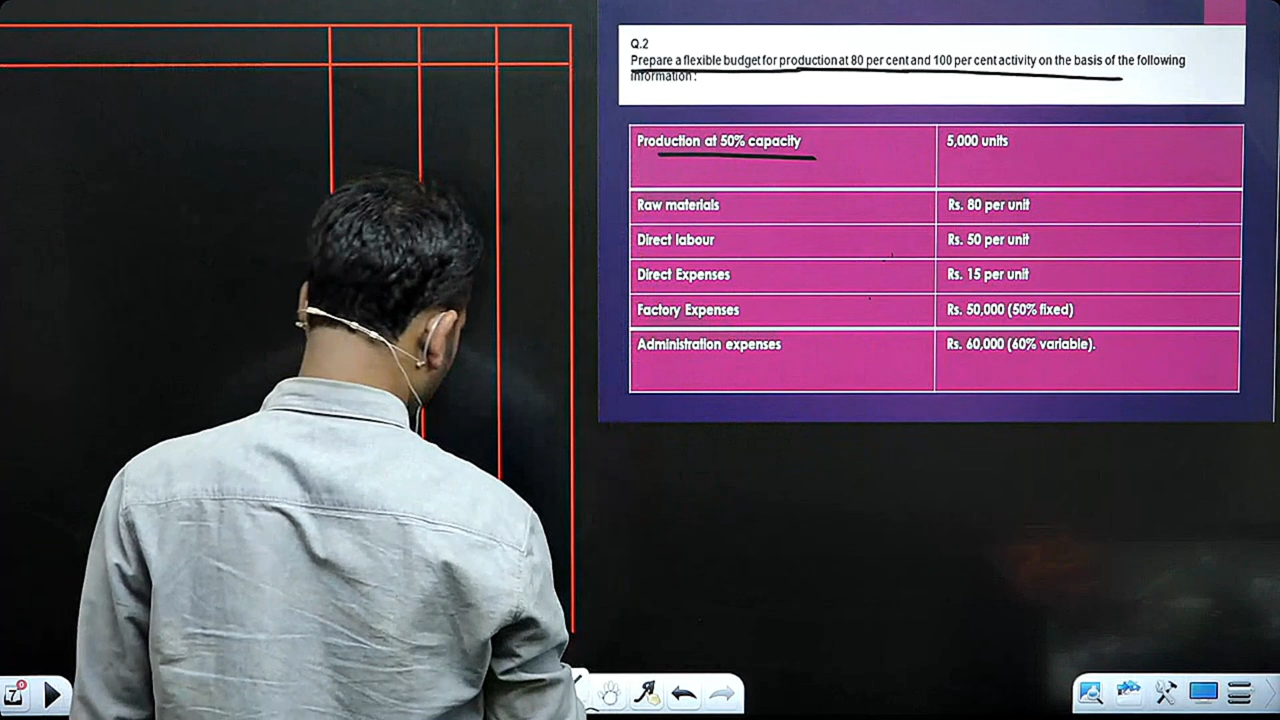 Q.2
Prepare a flexible budget for production at 80 per cent and 100 per cent activity on the basis of the following
information :
Production at 50% capacity 5,000 units
Raw materials Rs. 80 per unit
Direct labour Rs. 50 per unit
Direct Expenses Rs. 15 per unit
Factory Expenses Rs. 50,000 (50% fixed)
Administration expenses Rs. 60,000 (60% variable).
7 0